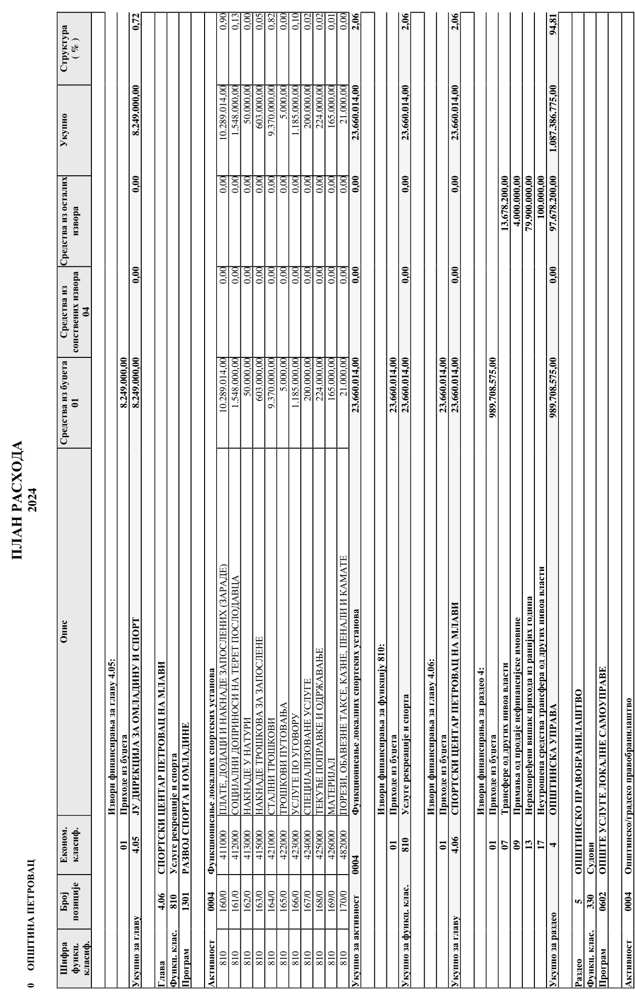 ПЛАН РАСХОДА
2024
0 ОПШТИНА ПЕТРОВАЦ
Шифра функц. класиф. Број позиције Економ. класиф. Опис Средства из буџета 01 Средства из сопствених извора 04 Средства из осталих извора Укупно Структура ( % )
Извори финансирања за главу 4.05:
01 Приходе из буџета 8.249.000,00
Укупно за главу 4.05 ЈУ ДИРЕКЦИЈА ЗА ОМЛАДИНУ И СПОРТ 8.249.000,00 0,00 0,00 8.249.000,00 0,72
Глава 4.06 СПОРТСКИ ЦЕНТАР ПЕТРОВАЦ НА МЛАВИ
Функц. клас. 810 Услуге рекреације и спорта
Програм 1301 РАЗВОЈ СПОРТА И ОМЛАДИНЕ
Активност 0004 Функционисање локалних спортских установа
810 160/0 411000 ПЛАТЕ, ДОДАЦИ И НАКНАДЕ ЗАПОСЛЕНИХ (ЗАРАДЕ) 10.289.014,00 0,00 0,00 10.289.014,00 0,90
810 161/0 412000 СОЦИЈАЛНИ ДОПРИНОСИ НА ТЕРЕТ ПОСЛОДАВЦА 1.548.000,00 0,00 0,00 1.548.000,00 0,13
810 162/0 413000 НАКНАДЕ У НАТУРИ 50.000,00 0,00 0,00 50.000,00 0,00
810 163/0 415000 НАКНАДЕ ТРОШКОВА ЗА ЗАПОСЛЕНЕ 603.000,00 0,00 0,00 603.000,00 0,05
810 164/0 421000 СТАЛНИ ТРОШКОВИ 9.370.000,00 0,00 0,00 9.370.000,00 0,82
810 165/0 422000 ТРОШКОВИ ПУТОВАЊА 5.000,00 0,00 0,00 5.000,00 0,00
810 166/0 423000 УСЛУГЕ ПО УГОВОРУ 1.185.000,00 0,00 0,00 1.185.000,00 0,10
810 167/0 424000 СПЕЦИЈАЛИЗОВАНЕ УСЛУГЕ 200.000,00 0,00 0,00 200.000,00 0,02
810 168/0 425000 ТЕКУЋЕ ПОПРАВКЕ И ОДРЖАВАЊЕ 224.000,00 0,00 0,00 224.000,00 0,02
810 169/0 426000 МАТЕРИЈАЛ 165.000,00 0,00 0,00 165.000,00 0,01
810 170/0 482000 ПОРЕЗИ, ОБАВЕЗНЕ ТАКСЕ, КАЗНЕ, ПЕНАЛИ И КАМАТЕ 21.000,00 0,00 0,00 21.000,00 0,00
Укупно за активност 0004 Функционисање локалних спортских установа 23.660.014,00 0,00 0,00 23.660.014,00 2,06
Извори финансирања за функцију 810:
01 Приходе из буџета 23.660.014,00
Укупно за функц. клас. 810 Услуге рекреације и спорта 23.660.014,00 0,00 0,00 23.660.014,00 2,06
Извори финансирања за главу 4.06:
01 Приходе из буџета 23.660.014,00
Укупно за главу 4.06 СПОРТСКИ ЦЕНТАР ПЕТРОВАЦ НА МЛАВИ 23.660.014,00 0,00 0,00 23.660.014,00 2,06
Извори финансирања за раздео 4:
01 Приходе из буџета 989.708.575,00
07 Трансфере од других нивоа власти 13.678.200,00
09 Примања од продаје нефинансијске имовине 4.000.000,00
13 Нераспоређени вишак прихода из ранијих година 79.900.000,00
17 Неутрошена средства трансфера од других нивоа власти 100.000,00
Укупно за раздео 4 ОПШТИНСКА УПРАВА 989.708.575,00 0,00 97.678.200,00 1.087.386.775,00 94,81
Раздео 5 ОПШТИНСКО ПРАВОБРАНИЛАШТВО
Функц. клас. 330 Судови
Програм 0602 ОПШТЕ УСЛУГЕ ЛОКАЛНЕ САМОУПРАВЕ
Активност 0004 Општинско/градско правобранилаштво